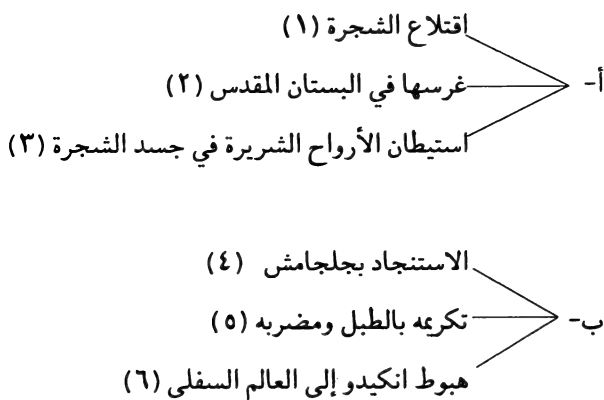 اقتلاع الشجرة (١)
أ- غرسها في البستان المقدس (٢)
استيطان الأرواح الشريرة في جسد الشجرة (٣)
الاستنجاد بجلجامش (٤)
ب- تكريمه بالطبل ومضربه (٥)
هبوط انكيدو إلى العالم السفلي (٦)